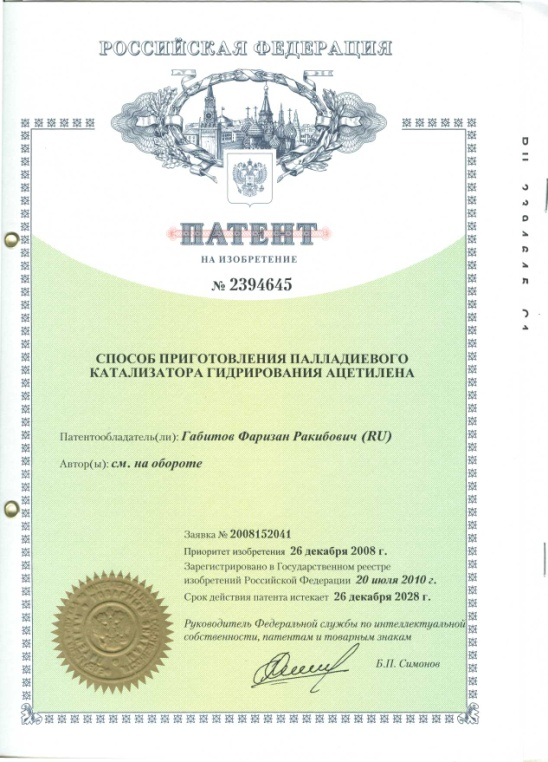 РОССИЙСКАЯ ФЕДЕРАЦИЯ
ПАТЕНТ
НА ИЗОБРЕТЕНИЕ
№ 2394645
СПОСОБ ПРИГОТОВЛЕНИЯ ПАЛЛАДИЕВОГО
КАТАЛИЗАТОРА ГИДРИРОВАНИЯ АЦЕТИЛЕНА
Патентообладатель(ли): Габитов Фаризан Ракибович (RU)
Автор(ы): см. на обороте
Заявка № 2008152041
Приоритет изобретения 26 декабря 2008 г.
Зарегистрировано в Государственном реестре
изобретений Российской Федерации 20 июля 2010 г.
Срок действия патента истекает 26 декабря 2028 г.
Руководитель Федеральной службы по интеллектуальной
собственности, патентам и товарным знакам
Б.П. Симонов